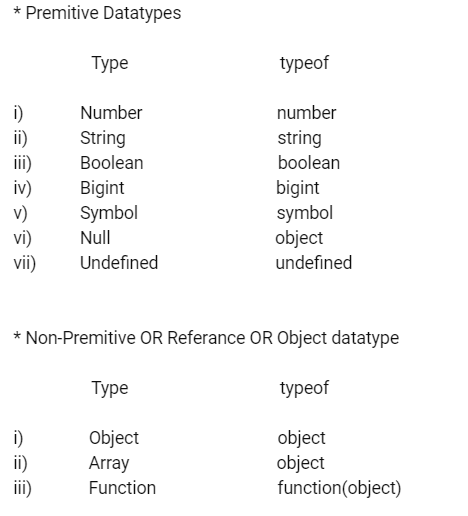 * Premitive Datatypes
Type typeof
i) Number number
ii) String string
iii) Boolean boolean
iv) Bigint bigint
v) Symbol symbol
vi) Null object
vii) Undefined undefined
* Non-Premitive OR Referance OR Object datatype
Type typeof
i) Object object
ii) Array object
iii) Function function(object)